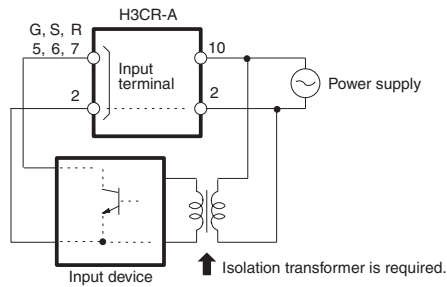 H3CR-A
G, S, R
5, 6, 7
10
Input
terminal
Power supply
2
2
Input device
Isolation transformer is required.